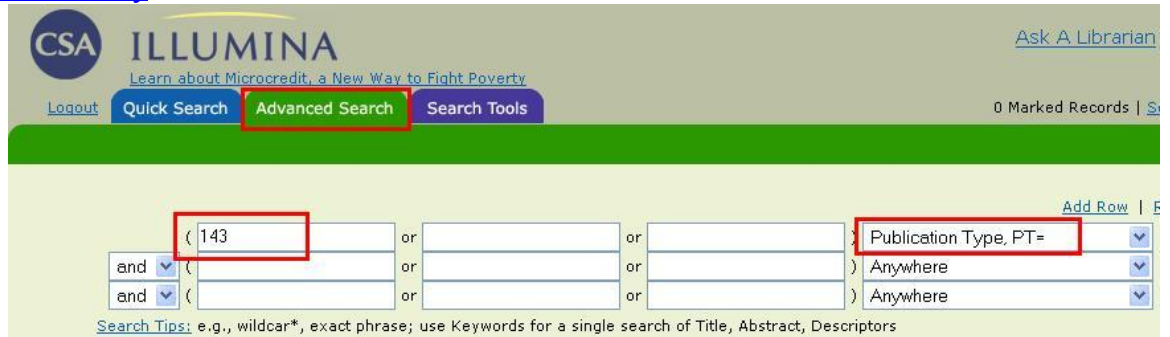 CSA ILLUMINA
Ask A Librarian
Learn about Microcredit, a New Way to Fight Poverty
Logout Quick Search Advanced Search Search Tools 0 Marked Records |
Add Row |
( 143 or or ) Publication Type, PT=
and ( or or ) Anywhere
and ( or or ) Anywhere
Search Tips: e.g., wildcar*, exact phrase; use Keywords for a single search of Title, Abstract, Descriptors